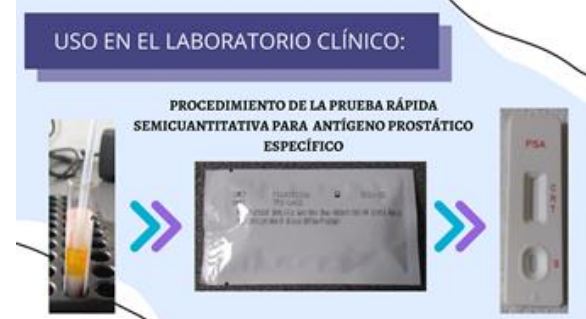 USO EN EL LABORATORIO CLÍNICO:
PROCEDIMIENTO DE LA PRUEBA RÁPIDA
SEMICUANTITATIVA PARA ANTÍGENO PROSTÁTICO
ESPECÍFICO
PSA
C
R
T
S